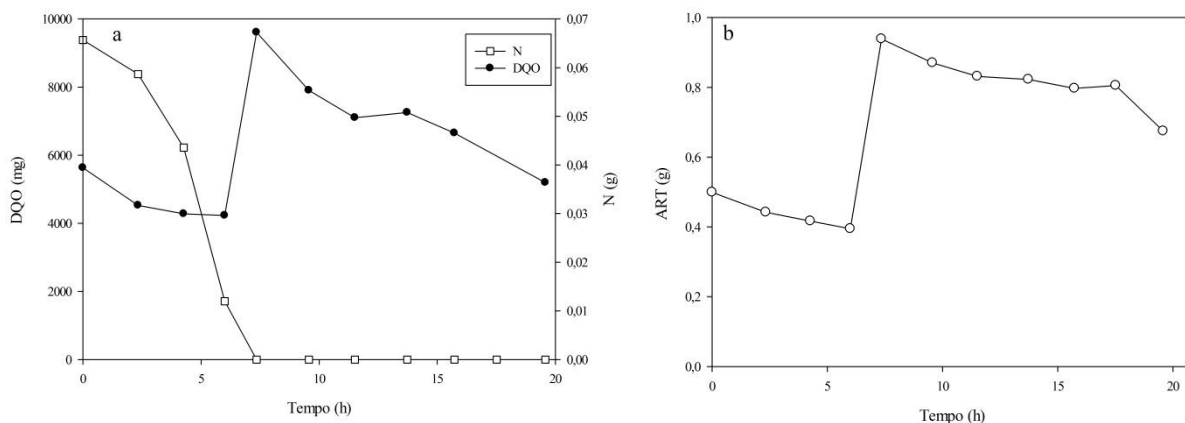 a
10000
8000
6000
4000
2000
0
DQO (mg)
0,07
0,06
0,05
0,04
0,03
0,02
0,01
0,00
N (g)
N
DQO
0 5 10 15 20
Tempo (h)
b
1,0
0,8
0,6
0,4
0,2
0,0
ART (g)
0 5 10 15 20
Tempo (h)